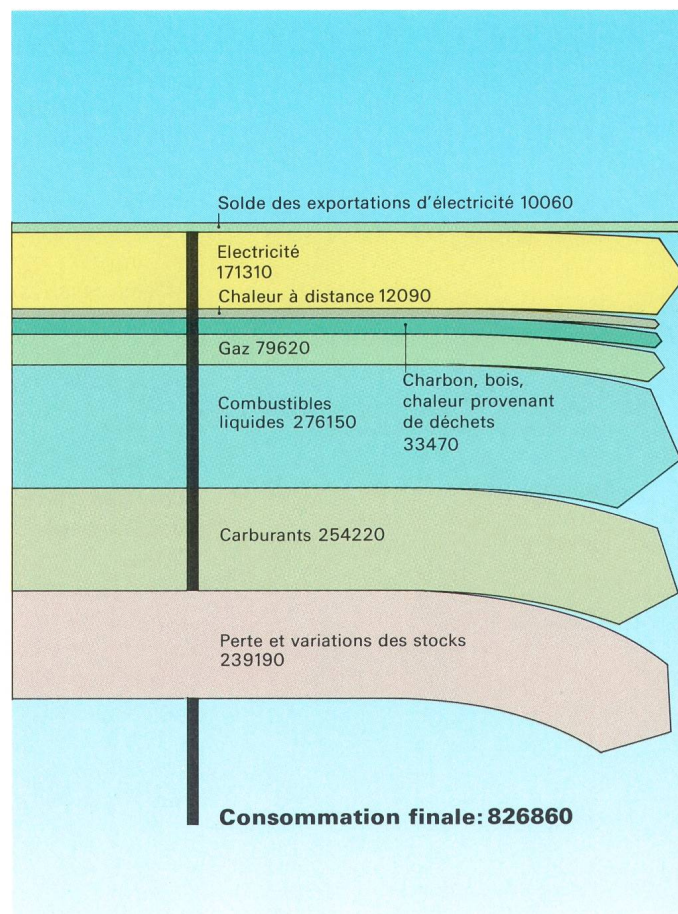 Solde des exportations d'électricité 10060
Electricité
171310
Chaleur à distance 12090
Gaz 79620
Charbon, bois,
chaleur provenant
de déchets
33470
Combustibles
liquides 276150
Carburants 254220
Perte et variations des stocks
239190
Consommation finale: 826860